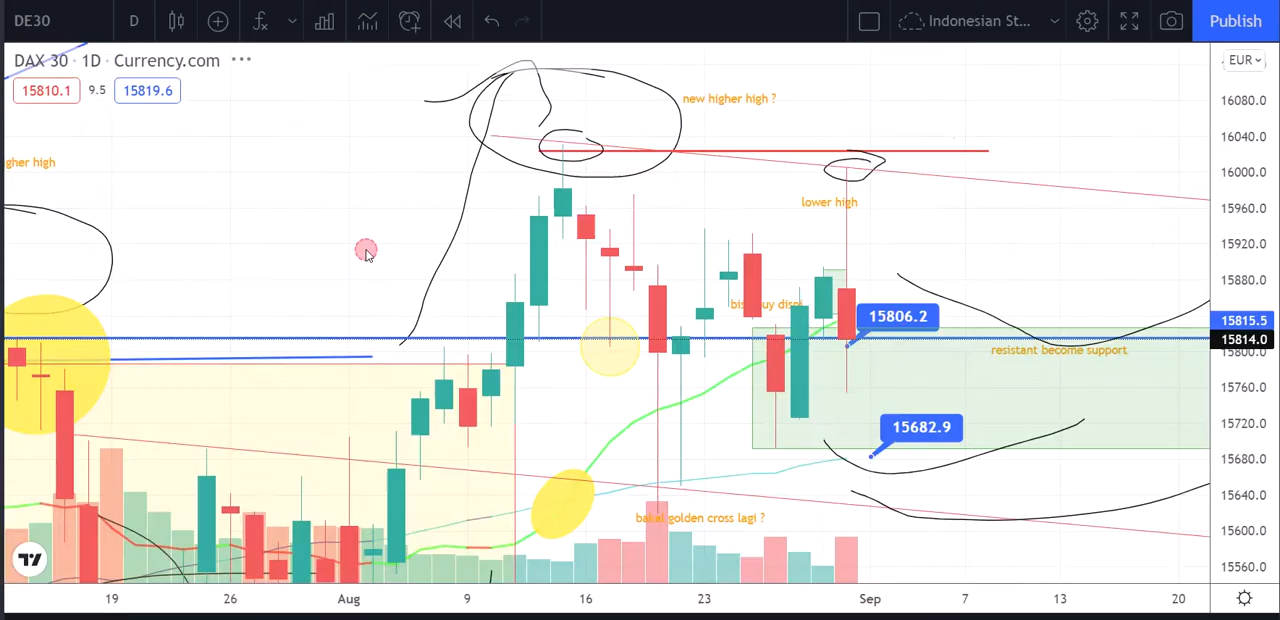 DE30
D
Indonesian St...
Publish
DAX 30 · 1D · Currency.com
EUR
15810.1
9.5
15819.6
new higher high ?
gher high
lower high
15806.2
resistant become support
15682.9
bakal golden cross lagi ?
16080.0
16040.0
16000.0
15960.0
15920.0
15880.0
15815.5
15814.0
15800.0
15760.0
15720.0
15680.0
15640.0
15600.0
15560.0
19
26
Aug
9
16
23
Sep
7
13
20